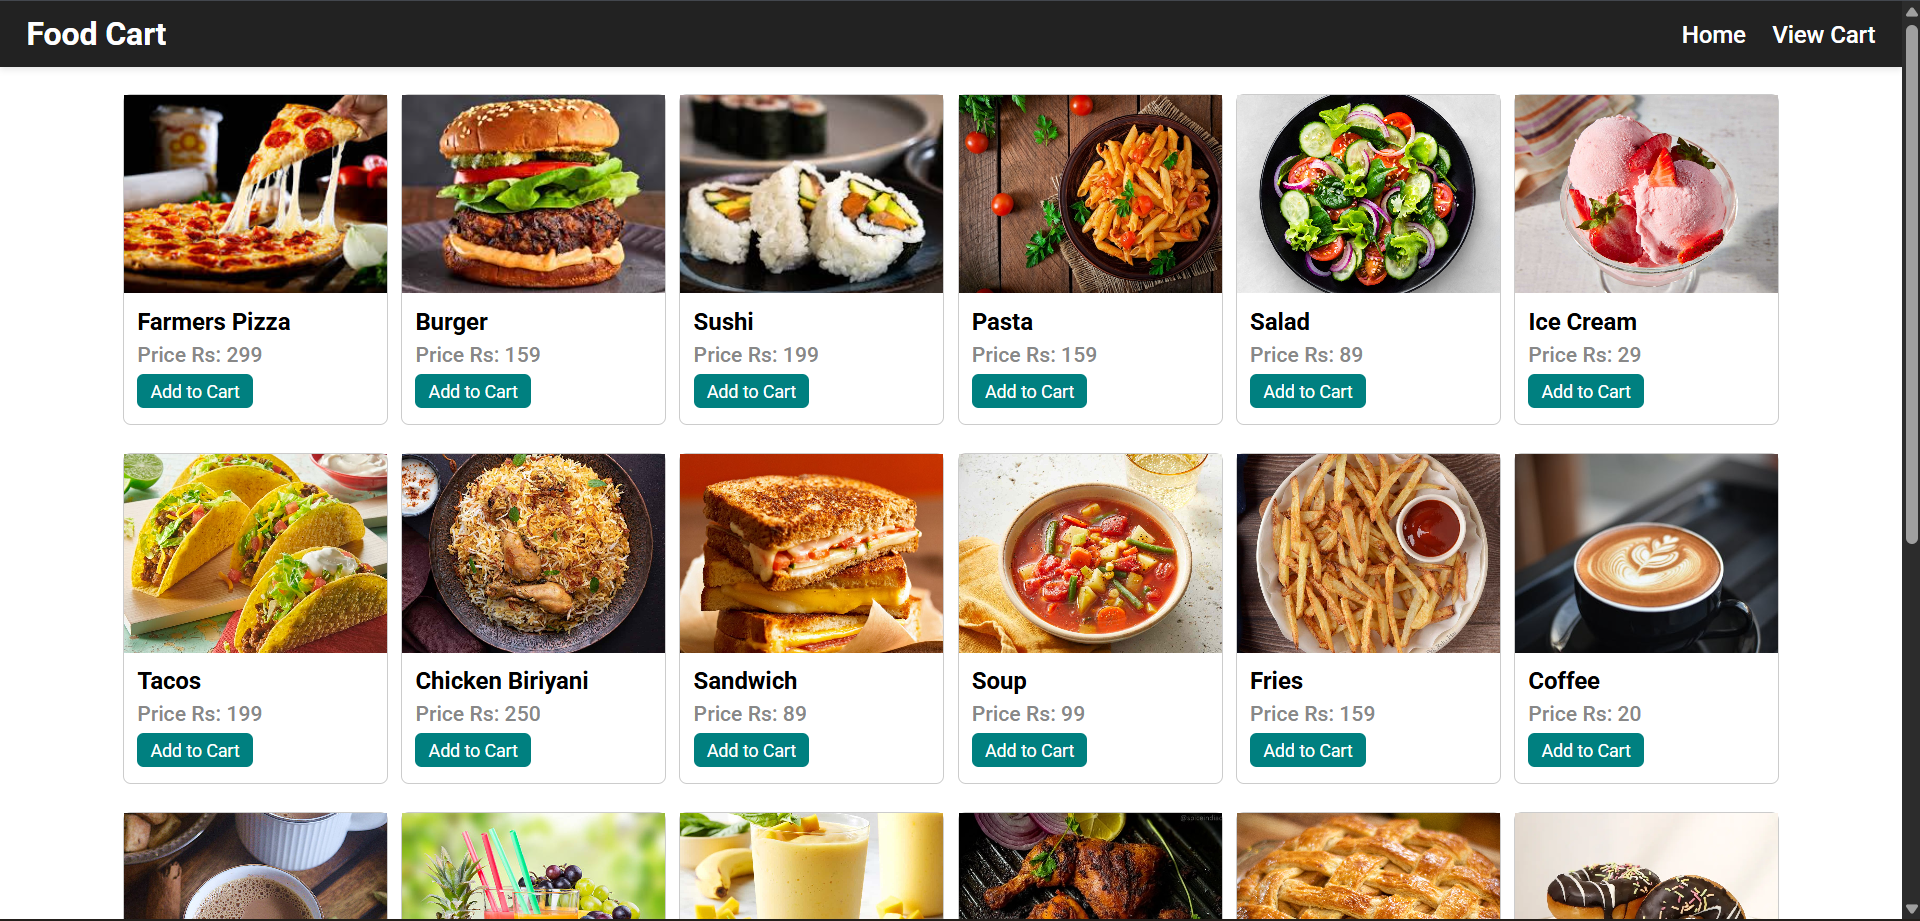 Food Cart
Home
View Cart
Farmers Pizza
Price Rs: 299
Add to Cart
Burger
Price Rs: 159
Add to Cart
Sushi
Price Rs: 199
Add to Cart
Pasta
Price Rs: 159
Add to Cart
Salad
Price Rs: 89
Add to Cart
Ice Cream
Price Rs: 29
Add to Cart
Tacos
Price Rs: 199
Add to Cart
Chicken Biriyani
Price Rs: 250
Add to Cart
Sandwich
Price Rs: 89
Add to Cart
Soup
Price Rs: 99
Add to Cart
Fries
Price Rs: 159
Add to Cart
Coffee
Price Rs: 20
Add to Cart